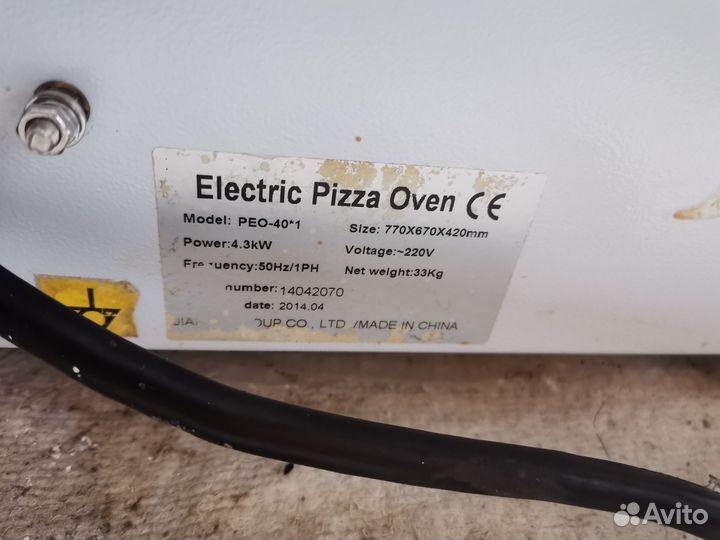 Electric Pizza Oven CE
Model: PEO-40*1 Size: 770X670X420mm
Power:4.3kW Voltage:~220V
Frequency:50Hz/1PH Net weight:33Kg
number:14042070
date: 2014.04
CO., LTD /MADE IN CHINA
Avito